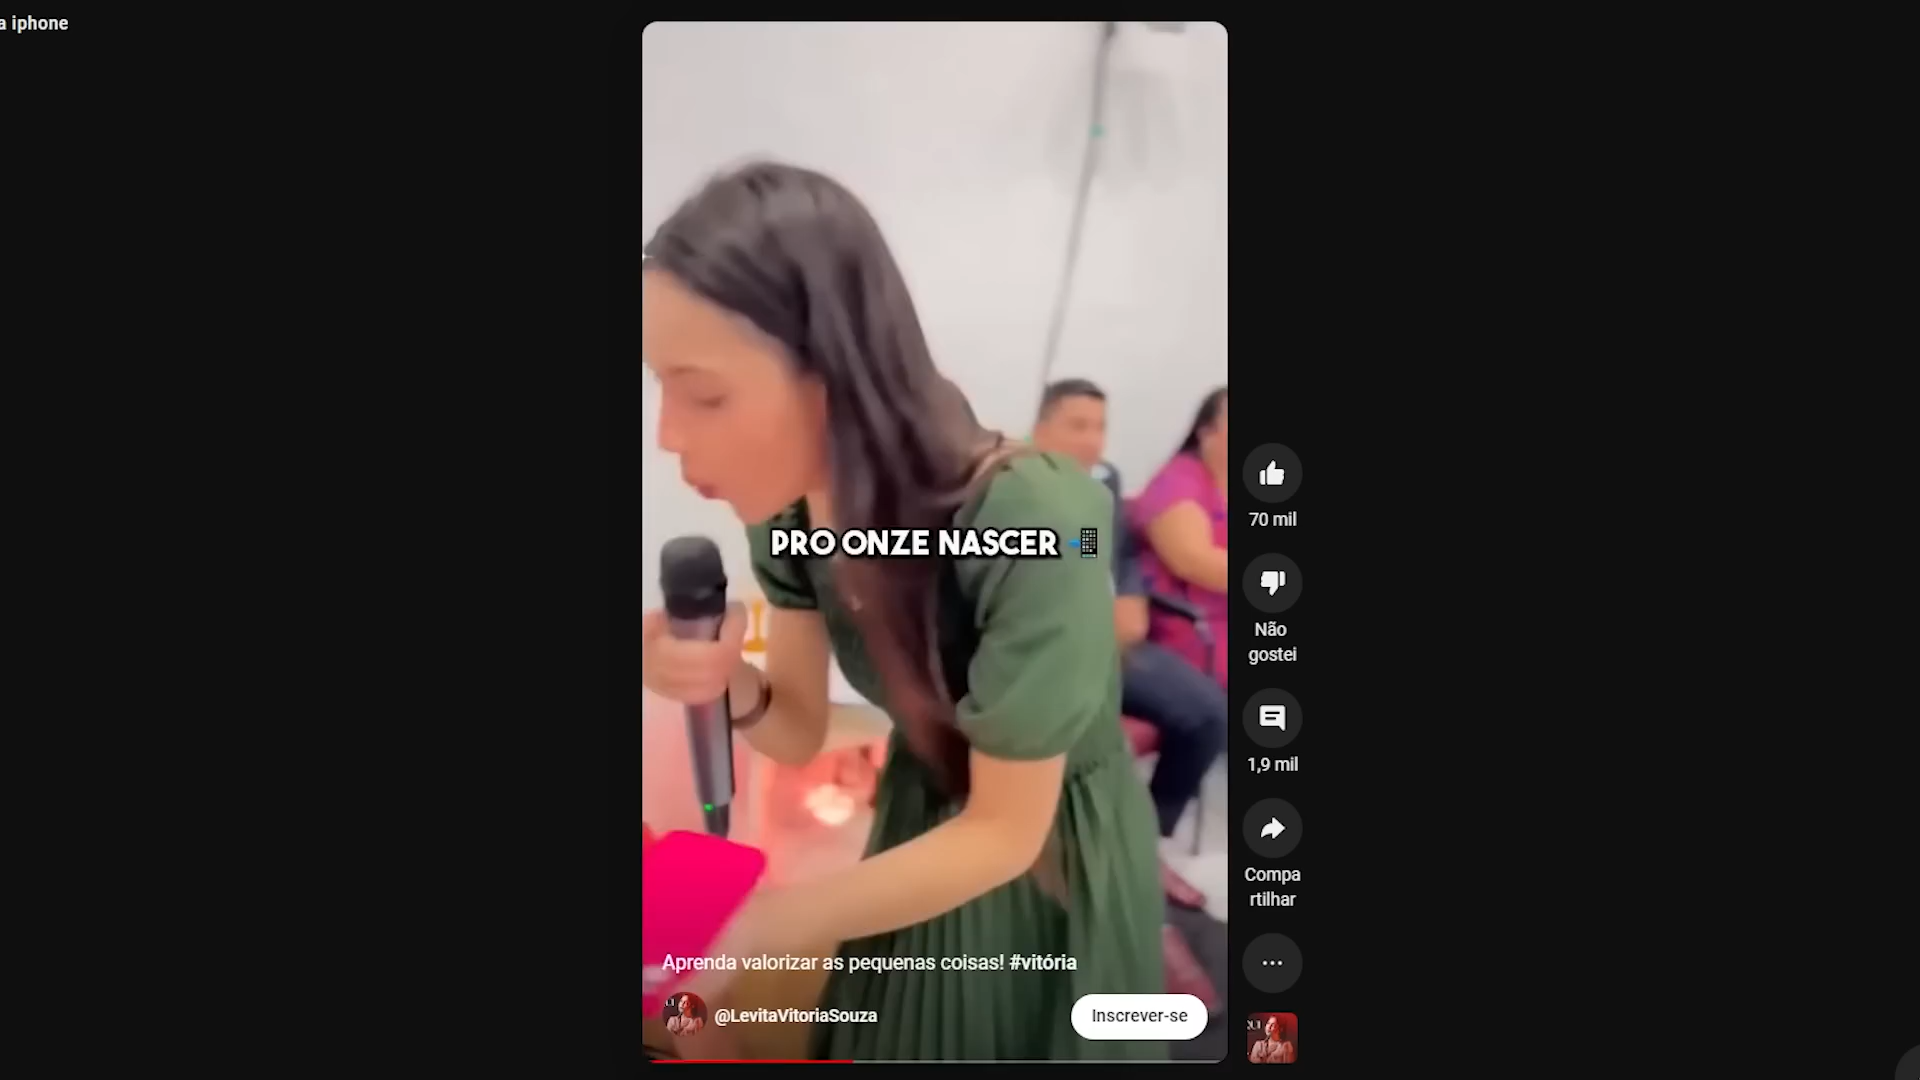 a iphone
PRO ONZE NASCER
70 mil
Não
gostei
1,9 mil
Compa
rtilhar
Aprenda valorizar as pequenas coisas! #vitória
@LevitaVitoriaSouza
Inscrever-se